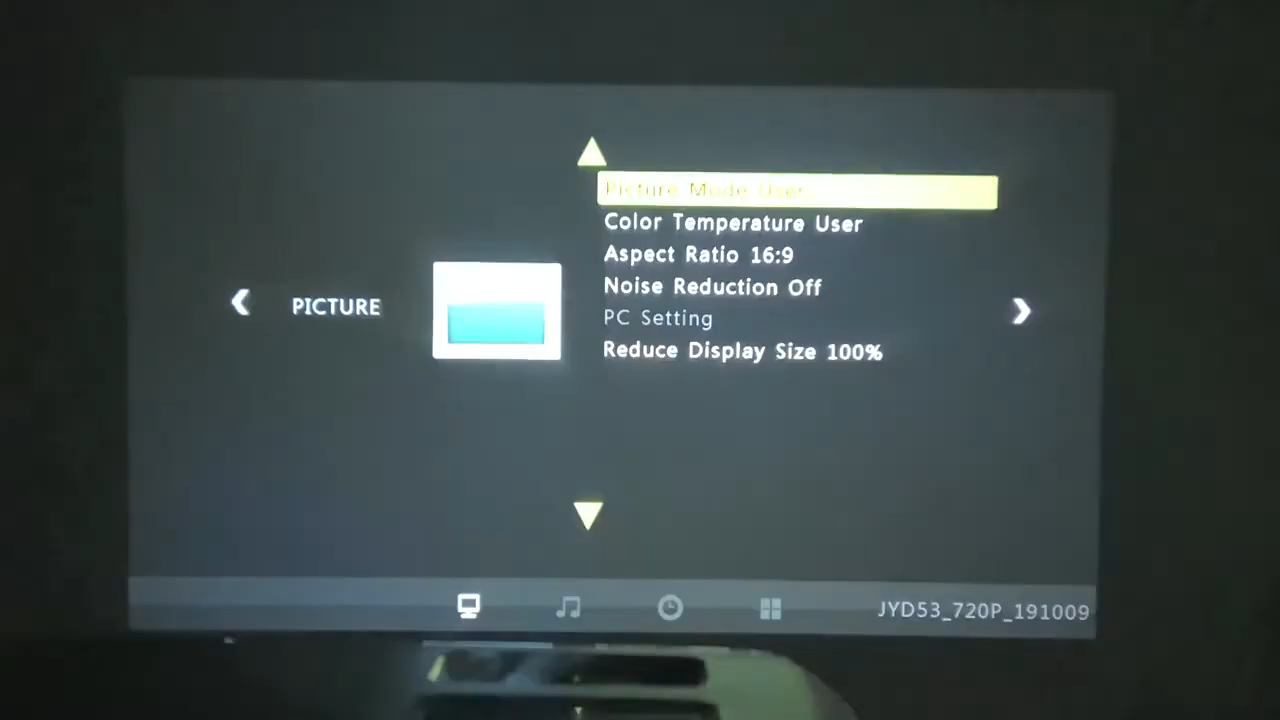 Picture Mode User
Color Temperature User
Aspect Ratio 16:9
Noise Reduction Off
PICTURE
PC Setting
Reduce Display Size 100%
JYD53_720P_191009